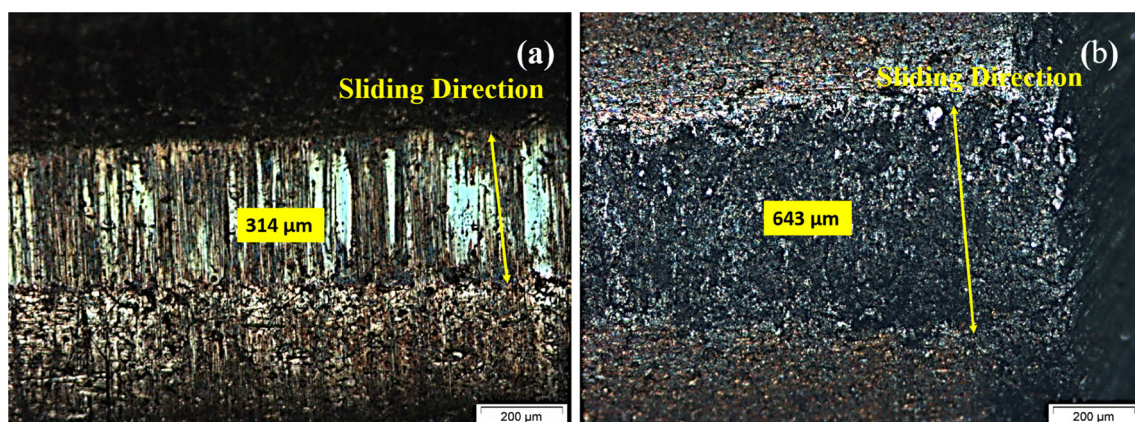 (a)
Sliding Direction
314 µm
200 µm
(b)
Sliding Direction
643 µm
200 µm